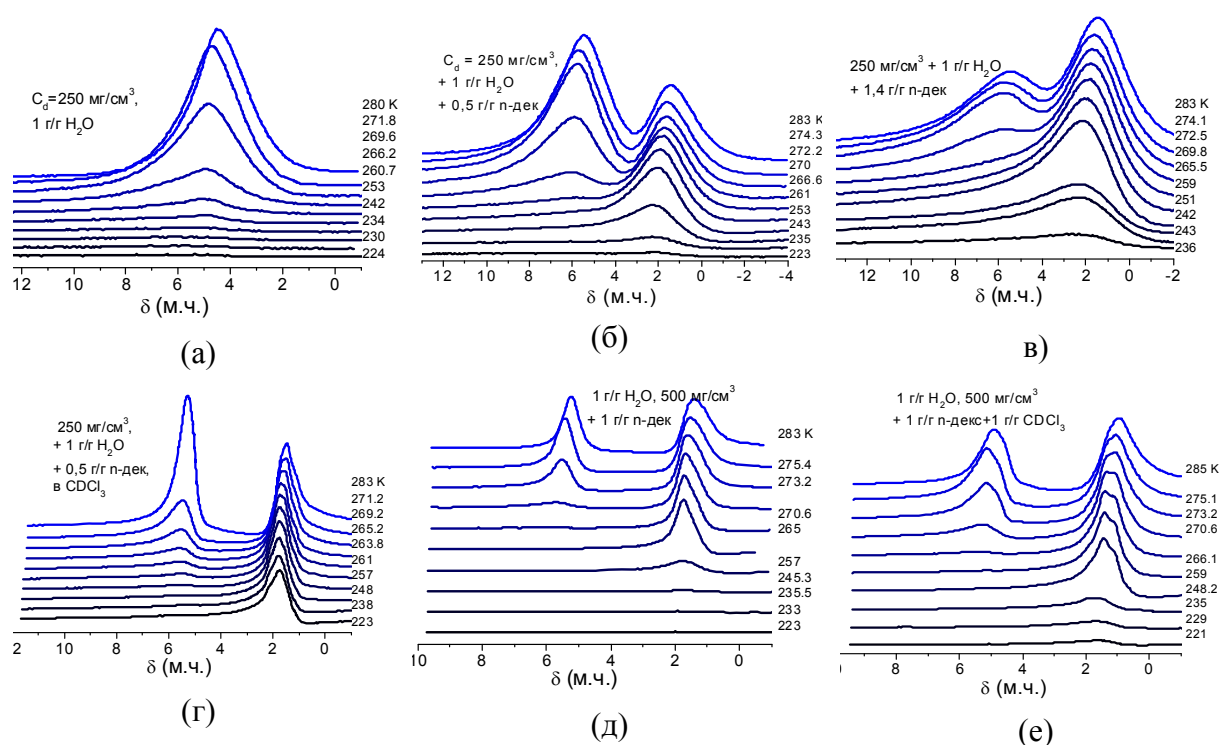 C_d=250 мг/см³,
1 г/г H₂O
280 K
271.8
269.6
266.2
260.7
253
242
234
230
224
12 10 8 6 4 2 0
δ (м.ч.)
(а)
C_d = 250 мг/см³,
+ 1 г/г H₂O
+ 0,5 г/г n-дек
283 K
274.3
272.2
270
266.6
261
253
243
235
223
12 10 8 6 4 2 0 -2 -4
δ (м.ч.)
(б)
250 мг/см³ + 1 г/г H₂O
+ 1,4 г/г n-дек
283 K
274.1
272.5
269.8
265.5
259
251
242
243
236
12 10 8 6 4 2 0 -2
δ (м.ч.)
в)
250 мг/см³,
+ 1 г/г H₂O
+ 0,5 г/г n-дек,
в CDCl₃
283 K
271.2
269.2
265.2
263.8
261
257
248
238
223
2 10 8 6 4 2 0
δ (м.ч.)
(г)
1 г/г H₂O, 500 мг/см³
+ 1 г/г n-дек
283 K
275.4
273.2
270.6
265
257
245.3
235.5
233
223
10 8 6 4 2 0
δ (м.ч.)
(д)
1 г/г H₂O, 500 мг/см³
+ 1 г/г n-декс+1 г/г CDCl₃
285 K
275.1
273.2
270.6
266.1
259
248.2
235
229
221
8 6 4 2 0
δ (м.ч.)
(е)